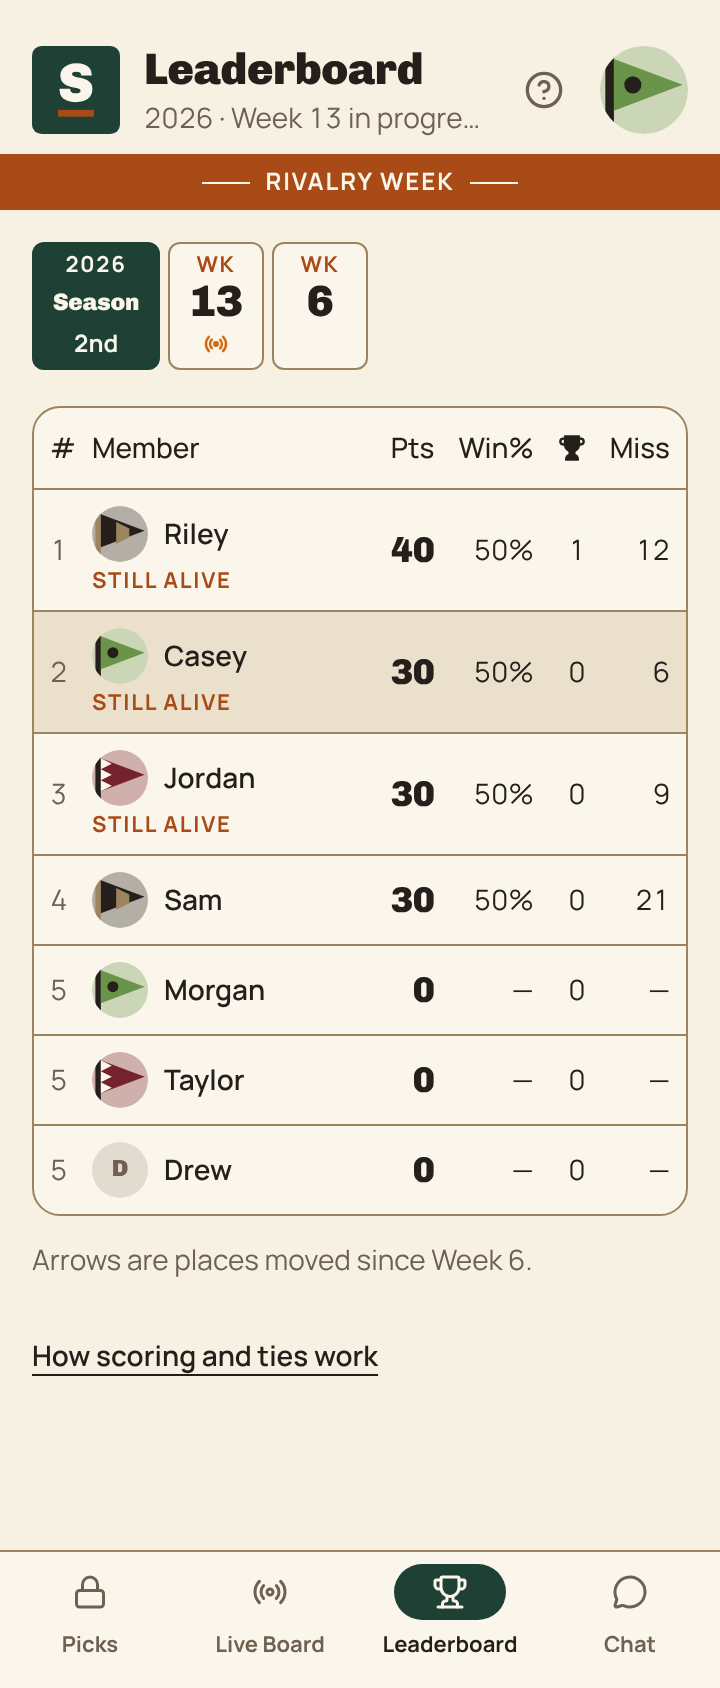 S
Leaderboard
2026 · Week 13 in progre...
RIVALRY WEEK
2026
Season
2nd
WK
13
WK
6
# Member Pts Win% Miss
1 Riley 40 50% 1 12
STILL ALIVE
2 Casey 30 50% 0 6
STILL ALIVE
3 Jordan 30 50% 0 9
STILL ALIVE
4 Sam 30 50% 0 21
5 Morgan 0 — 0 —
5 Taylor 0 — 0 —
5 D Drew 0 — 0 —
Arrows are places moved since Week 6.
How scoring and ties work
Picks Live Board Leaderboard Chat